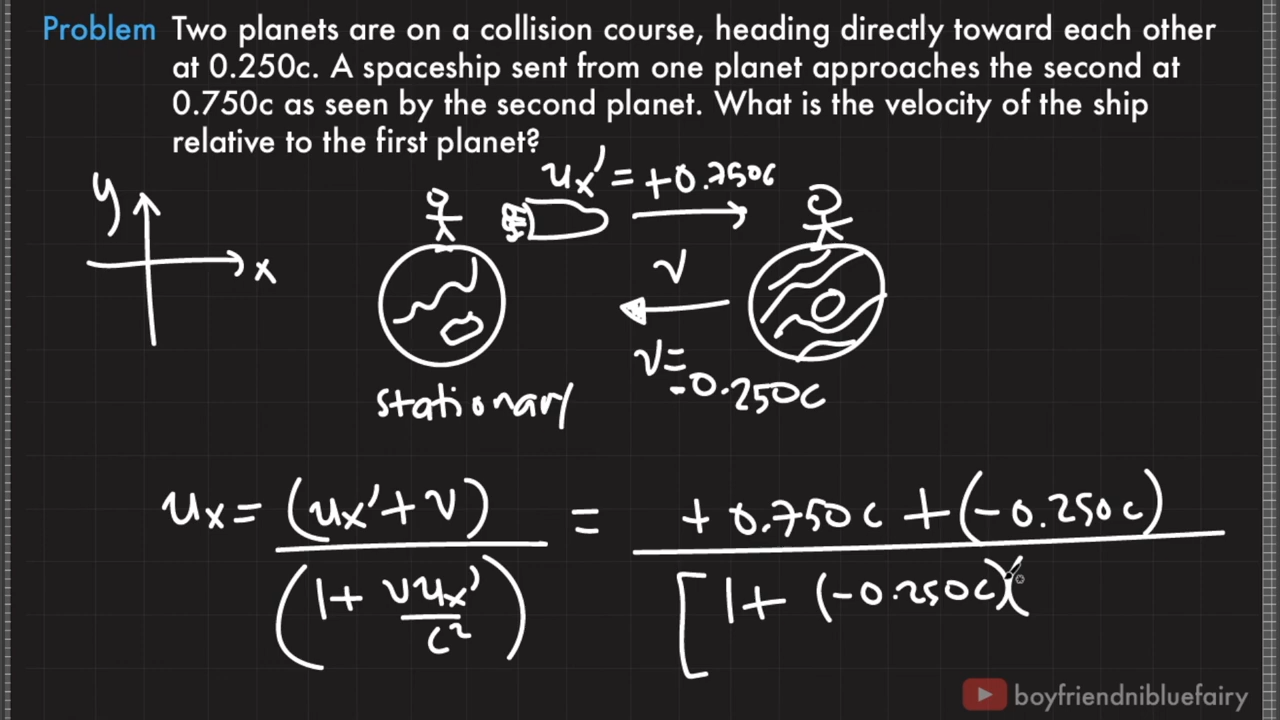 Problem Two planets are on a collision course, heading directly toward each other
at 0.250c. A spaceship sent from one planet approaches the second at
0.750c as seen by the second planet. What is the velocity of the ship
relative to the first planet?
y
x
ux' = +0.750c
v
v=
-0.250c
stationary
ux = (ux' + v) = +0.750c + (-0.250c)
(1 + vux' [1 + (-0.250c)(
c²)
boyfriendnibluefairy